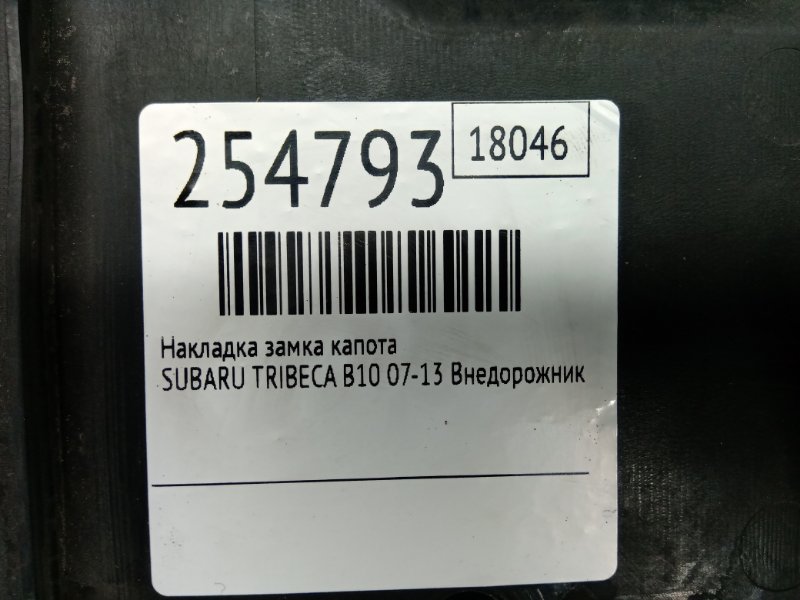 254793
18046
Накладка замка капота
SUBARU TRIBECA B10 07-13 Внедорожник